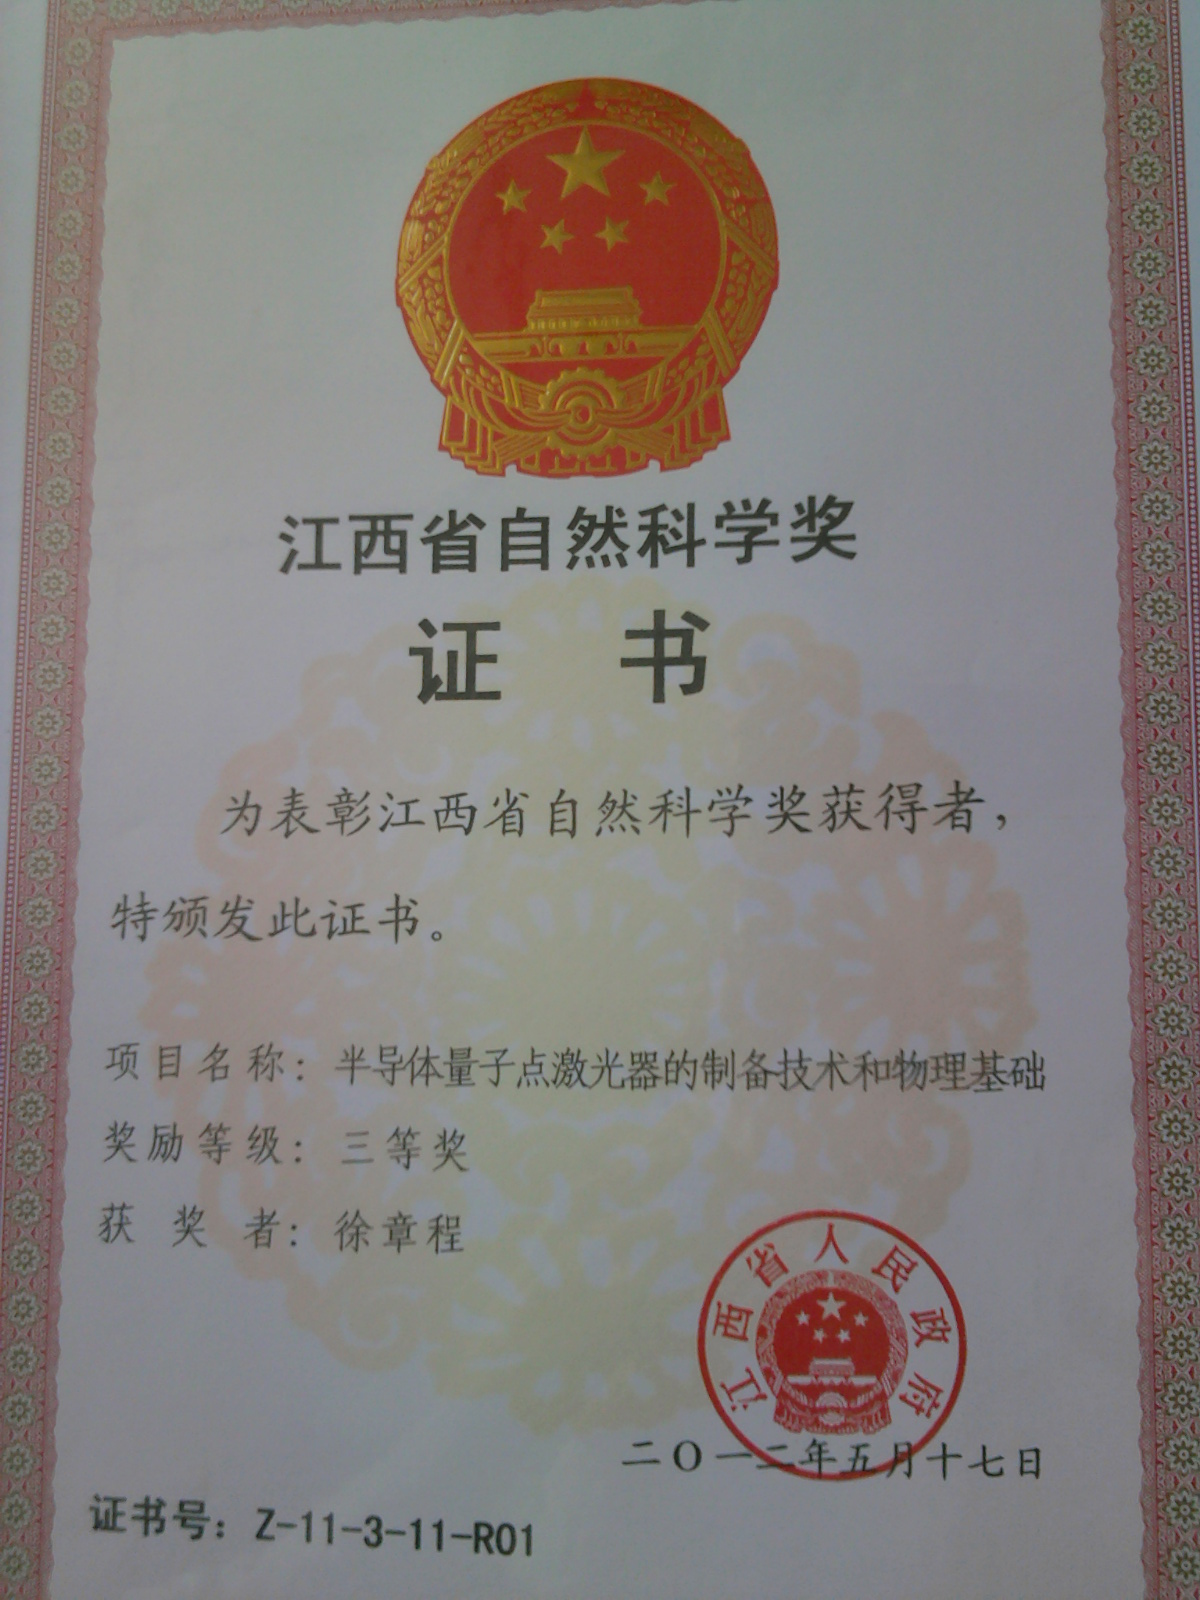 江西省自然科学奖
证书
为表彰江西省自然科学奖获得者，
特颁发此证书。
项目名称：半导体量子点激光器的制备技术和物理基础
奖励等级：三等奖
获奖者：徐章程
江西省人民政府
二〇一二年五月十七日
证书号：Z-11-3-11-R01